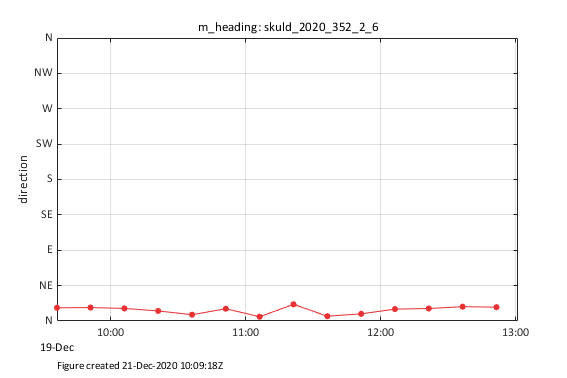 m_heading: skuld_2020_352_2_6
N
NW
W
SW
S
SE
E
NE
N
direction
10:00
11:00
12:00
13:00
19-Dec
Figure created 21-Dec-2020 10:09:18Z